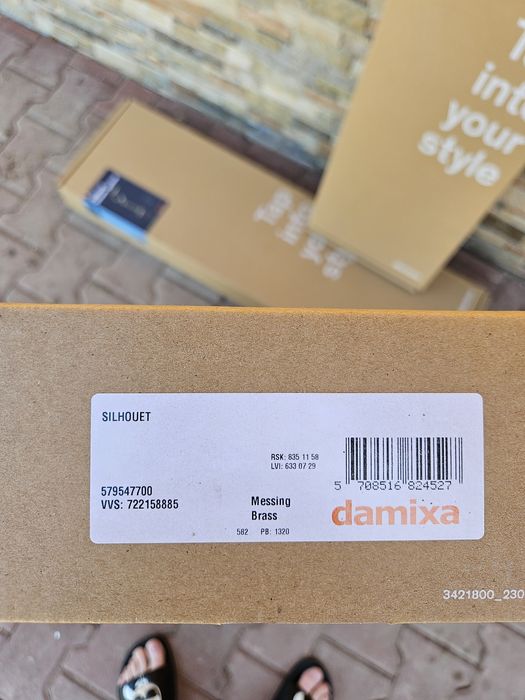 int
your
style
SILHOUET
RSK: 835 11 58
LVI: 633 07 29
5 708516 824527
579547700
VVS: 722158885
Messing
Brass
damixa
582 PB: 1320
3421800_230